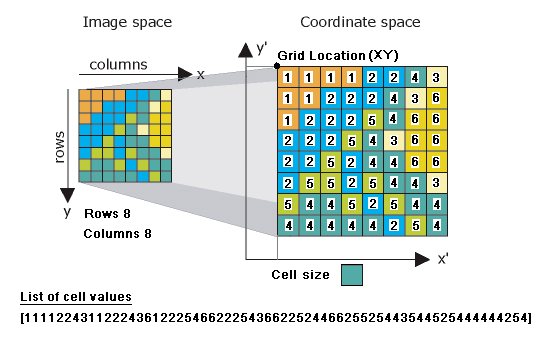 Image space
Coordinate space
y'
Grid Location (XY)
columns
x
rows
y
1 1 1 1 2 2 4 3
1 1 2 2 2 4 3 6
1 2 2 2 5 4 6 6
2 2 2 5 4 3 6 6
2 2 5 2 4 4 6 6
2 5 5 2 5 4 4 3
5 4 4 5 2 5 4 4
4 4 4 4 4 2 5 4
Rows 8
Columns 8
x'
Cell size
List of cell values
[1111224311122243612225466222543662252446625525443544525444444254]